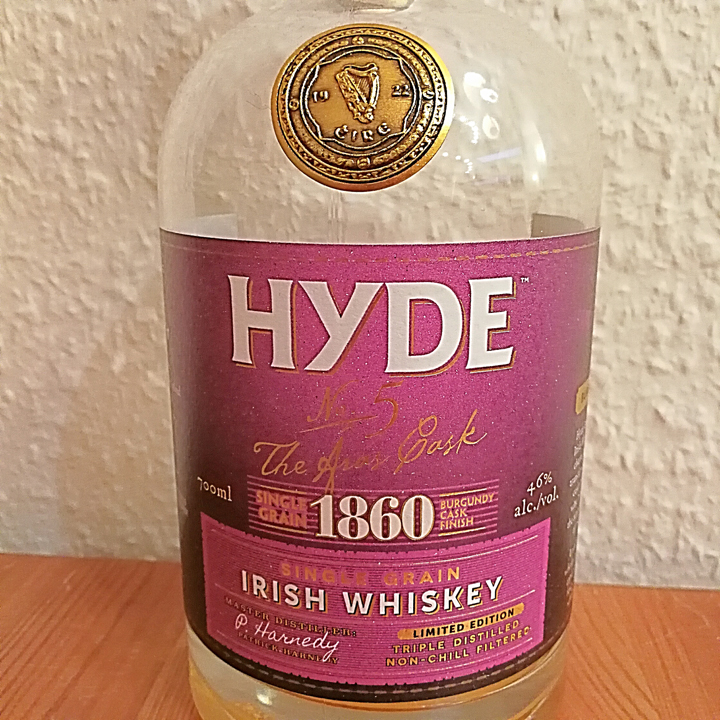 19 22
ÉIRE
HYDE™
No. 5
The Áras Cask
700ml
46%
alc./vol.
SINGLE
GRAIN
1860
BURGUNDY
CASK
FINISH
SINGLE GRAIN
IRISH WHISKEY
MASTER DISTILLER:
P Harnedy
PATRICK HARNEDY
LIMITED EDITION
TRIPLE DISTILLED
NON-CHILL FILTERED